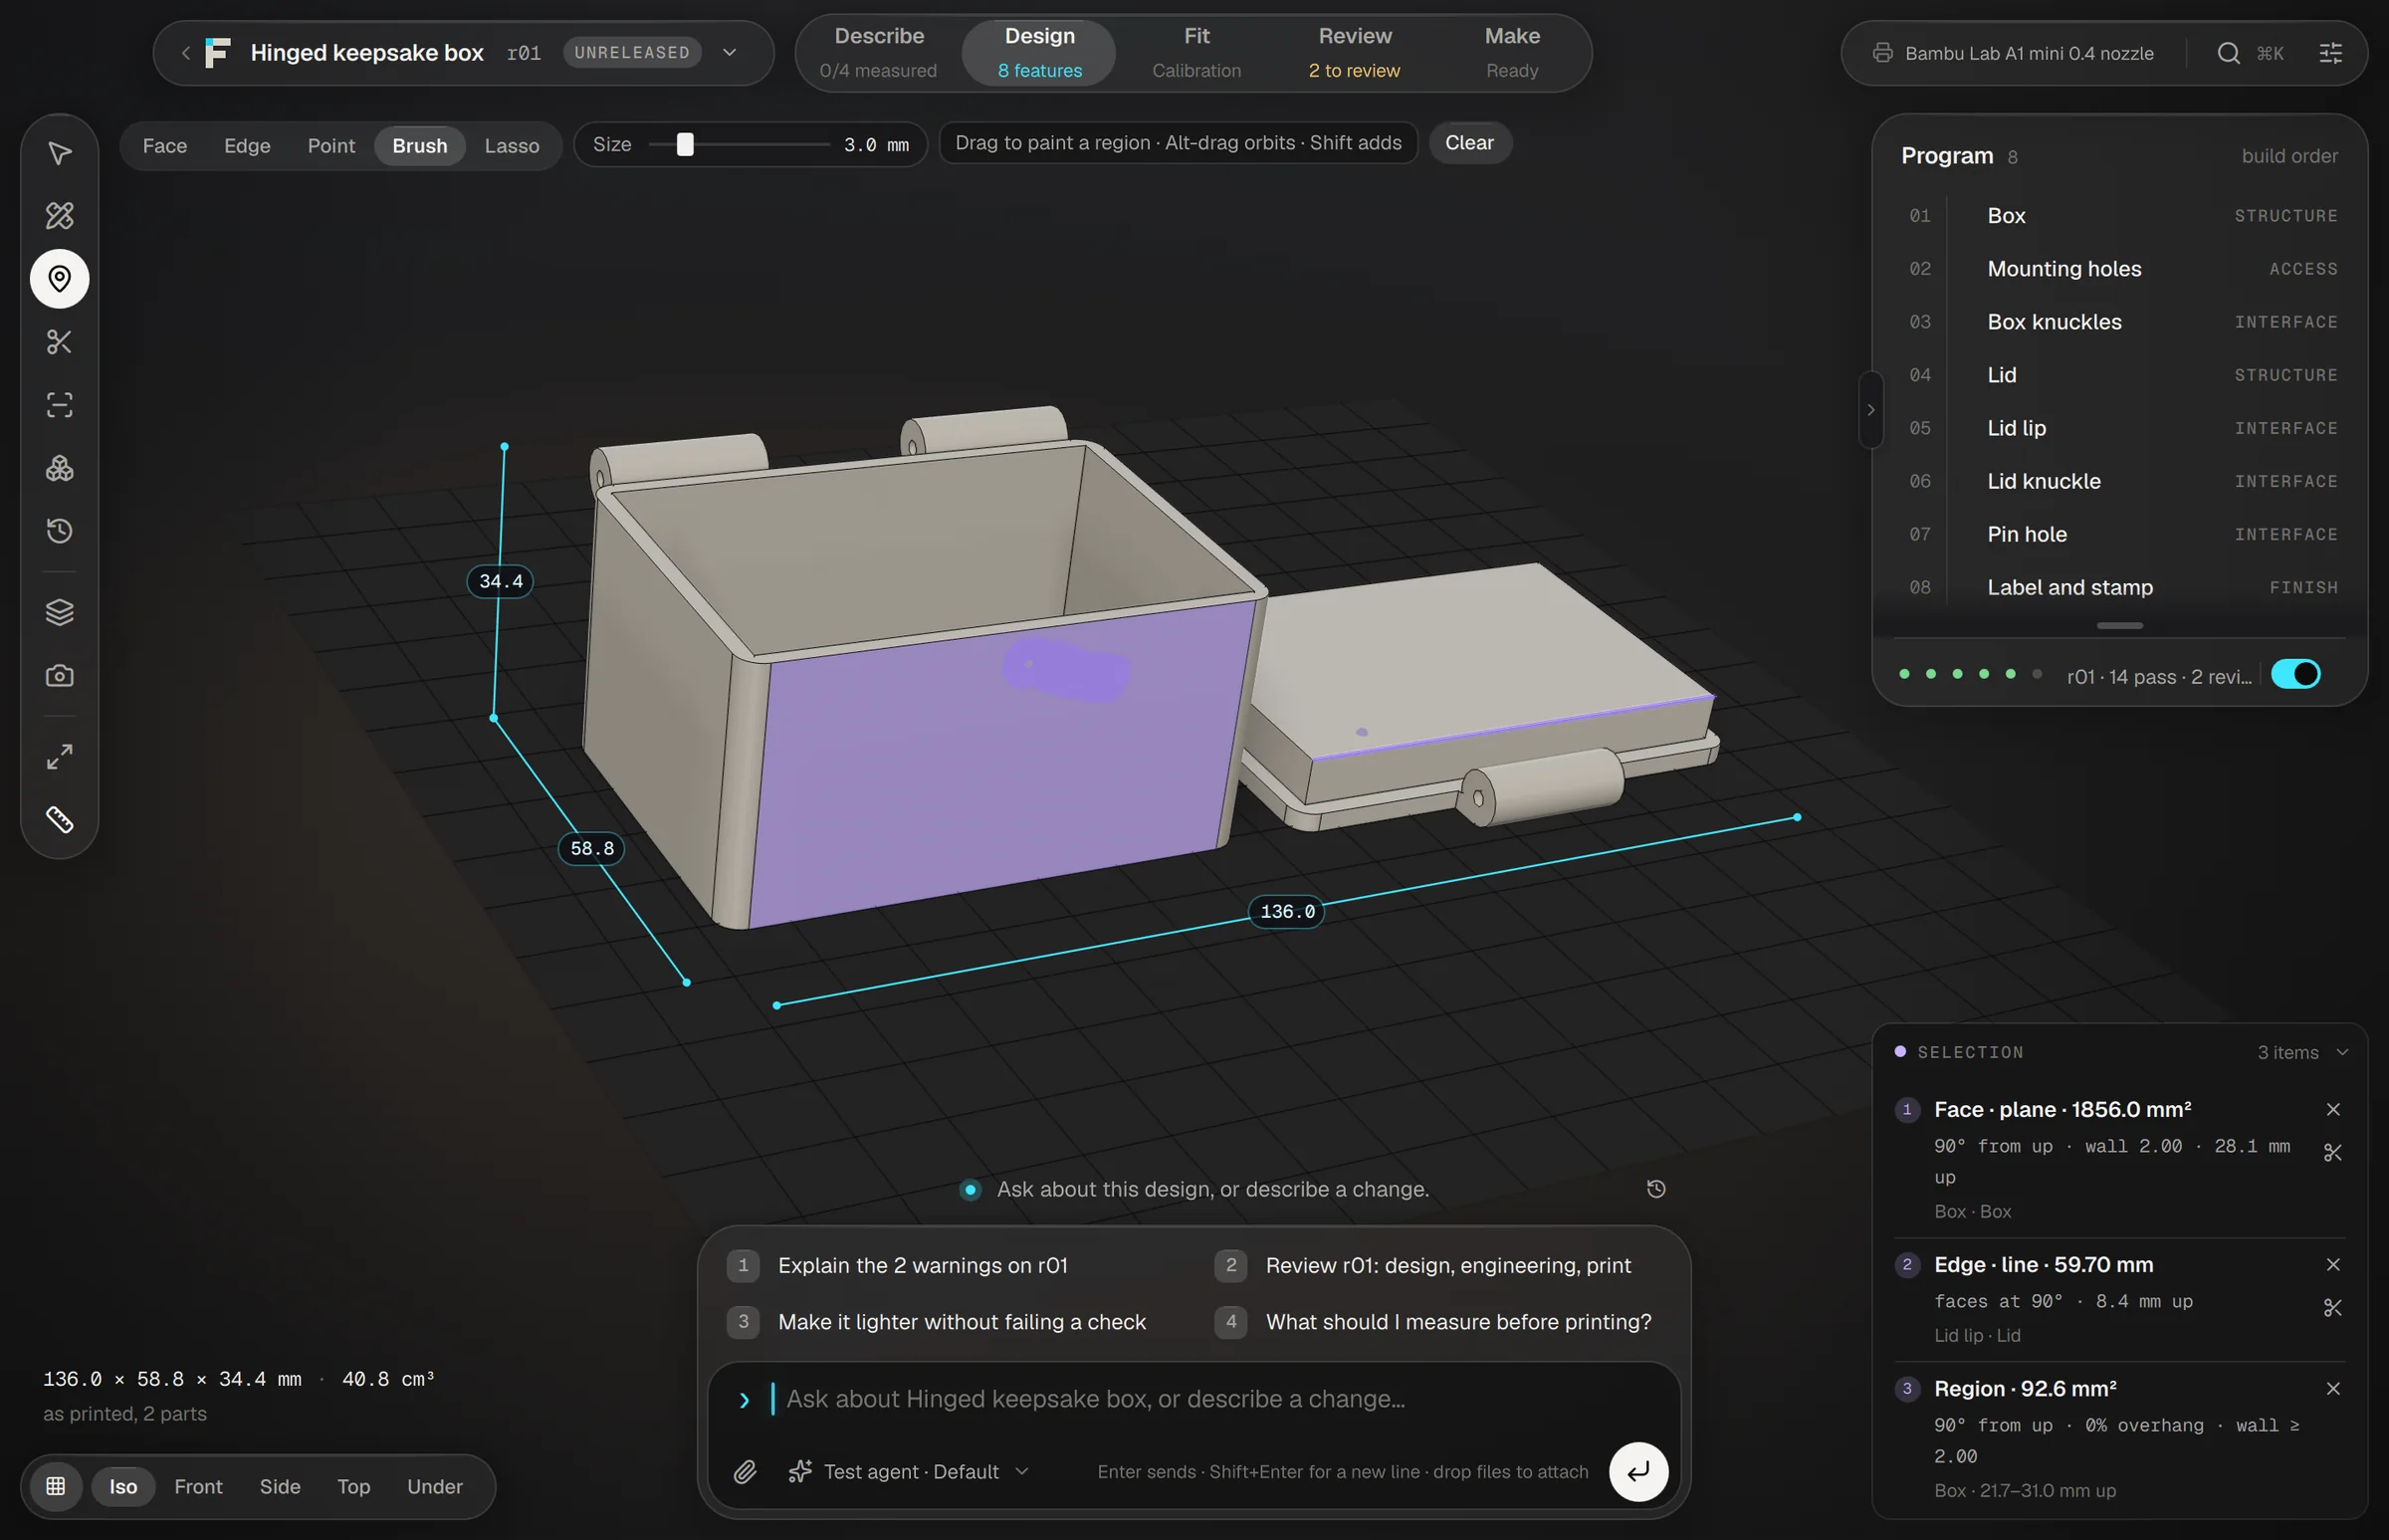 Hinged keepsake box r01 UNRELEASED
Describe
0/4 measured
Design
8 features
Fit
Calibration
Review
2 to review
Make
Ready
Bambu Lab A1 mini 0.4 nozzle
⌘K
Face Edge Point Brush Lasso
Size 3.0 mm
Drag to paint a region · Alt-drag orbits · Shift adds
Clear
Program 8 build order
01 Box STRUCTURE
02 Mounting holes ACCESS
03 Box knuckles INTERFACE
04 Lid STRUCTURE
05 Lid lip INTERFACE
06 Lid knuckle INTERFACE
07 Pin hole INTERFACE
08 Label and stamp FINISH
r01 · 14 pass · 2 revi...
34.4
58.8
136.0
SELECTION 3 items
1 Face · plane · 1856.0 mm²
90° from up · wall 2.00 · 28.1 mm
up
Box · Box
2 Edge · line · 59.70 mm
faces at 90° · 8.4 mm up
Lid lip · Lid
3 Region · 92.6 mm²
90° from up · 0% overhang · wall ≥
2.00
Box · 21.7–31.0 mm up
Ask about this design, or describe a change.
1 Explain the 2 warnings on r01
2 Review r01: design, engineering, print
3 Make it lighter without failing a check
4 What should I measure before printing?
Ask about Hinged keepsake box, or describe a change...
Test agent · Default
Enter sends · Shift+Enter for a new line · drop files to attach
136.0 × 58.8 × 34.4 mm · 40.8 cm³
as printed, 2 parts
Iso Front Side Top Under